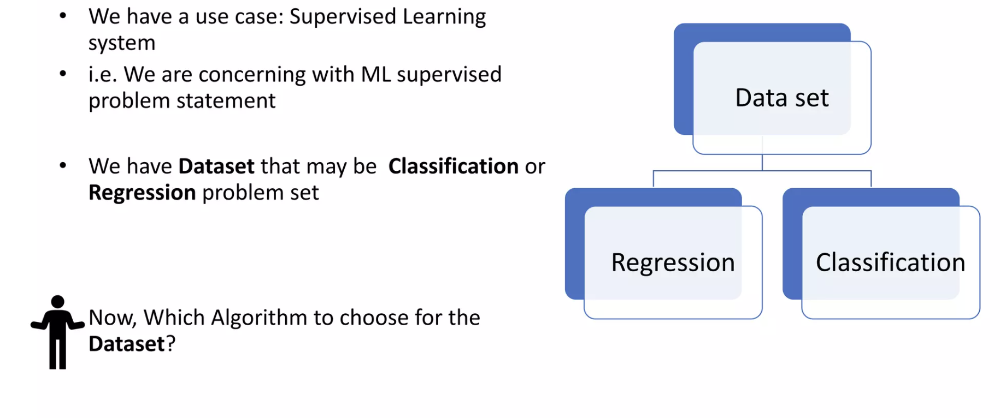 • We have a use case: Supervised Learning
system
• i.e. We are concerning with ML supervised
problem statement
• We have Dataset that may be  Classification or
Regression problem set
Now, Which Algorithm to choose for the
Dataset?
Data set
Regression
Classification